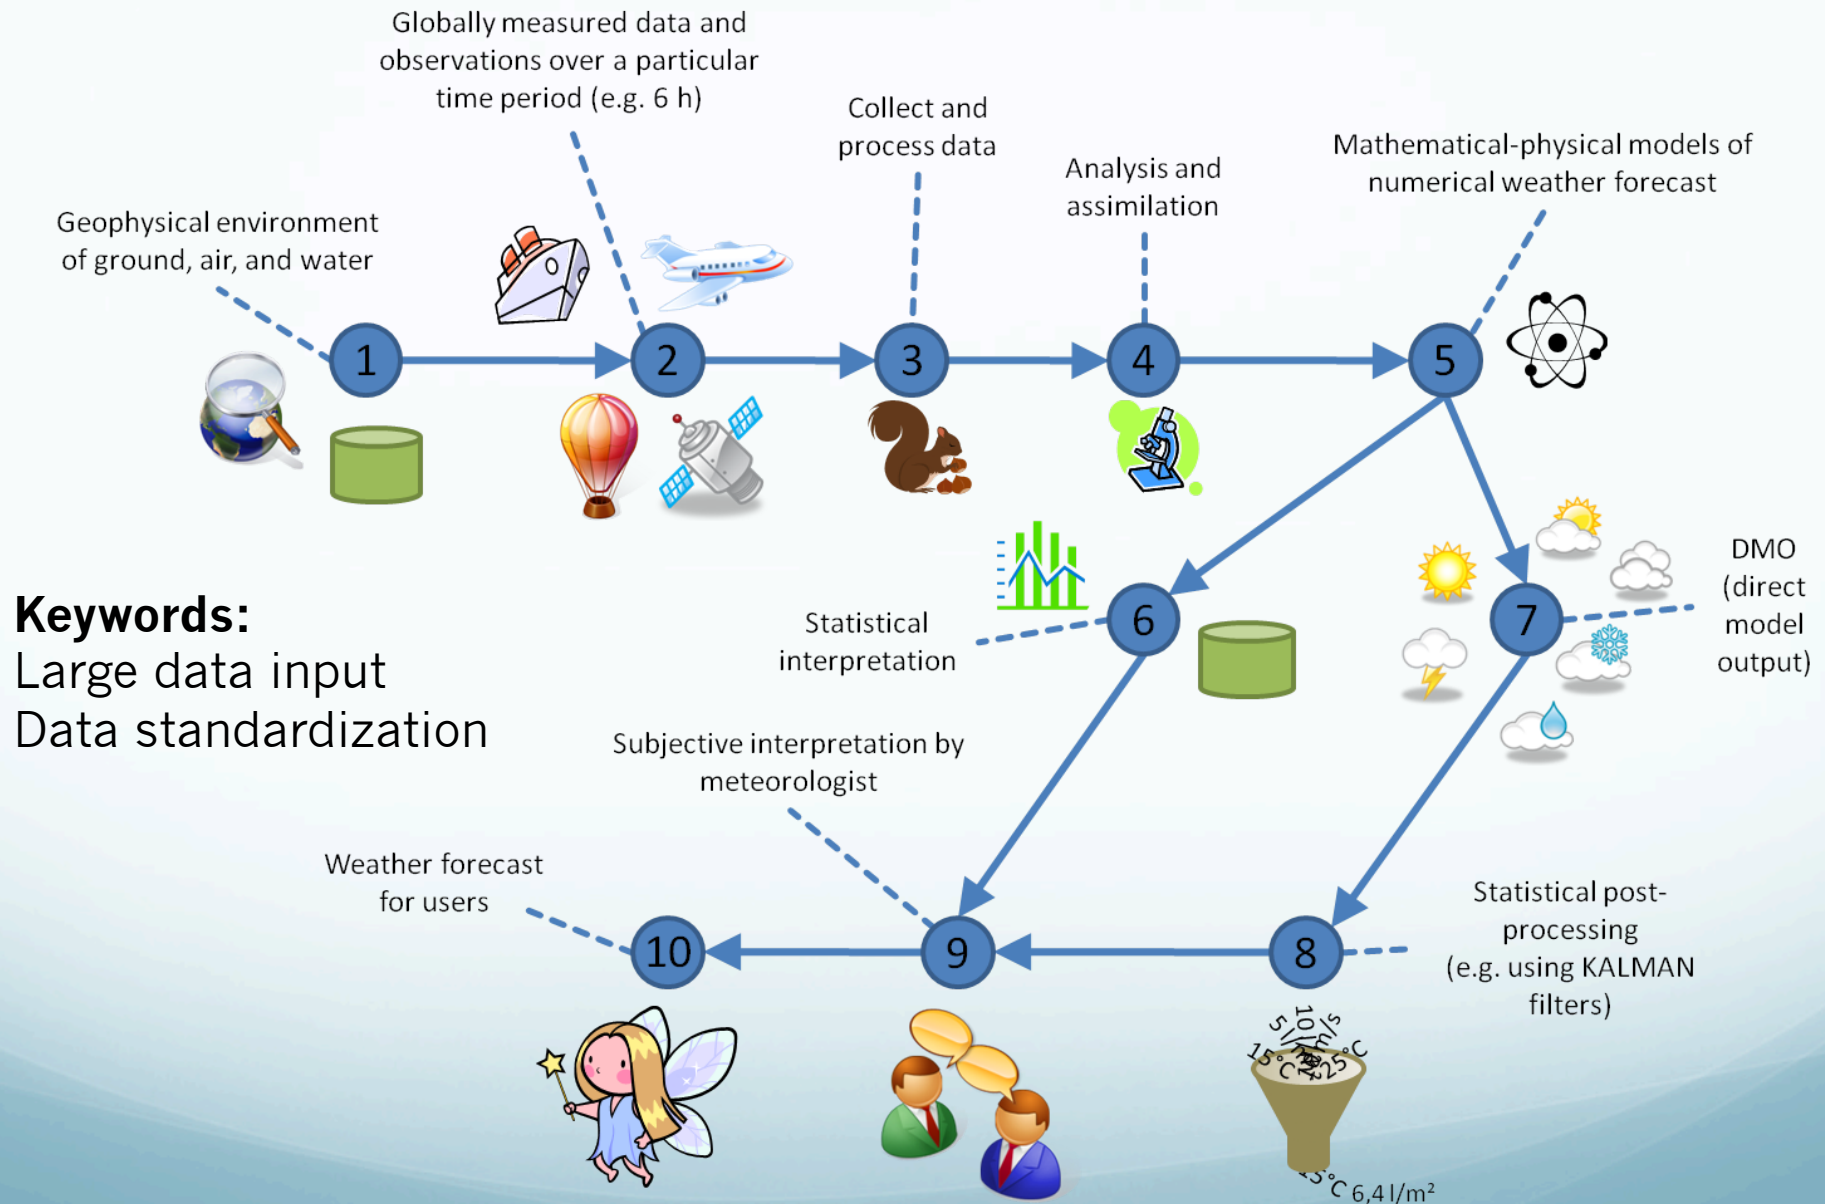 Globally measured data and
observations over a particular
time period (e.g. 6 h)
Collect and
process data
Analysis and
assimilation
Mathematical-physical models of
numerical weather forecast
Geophysical environment
of ground, air, and water
1
2
3
4
5
Keywords:
Large data input
Data standardization
Statistical
interpretation
6
7
DMO
(direct
model
output)
Subjective interpretation by
meteorologist
Weather forecast
for users
10
9
8
Statistical post-
processing
(e.g. using KALMAN
filters)
15°C
25°C
6,4 l/m²